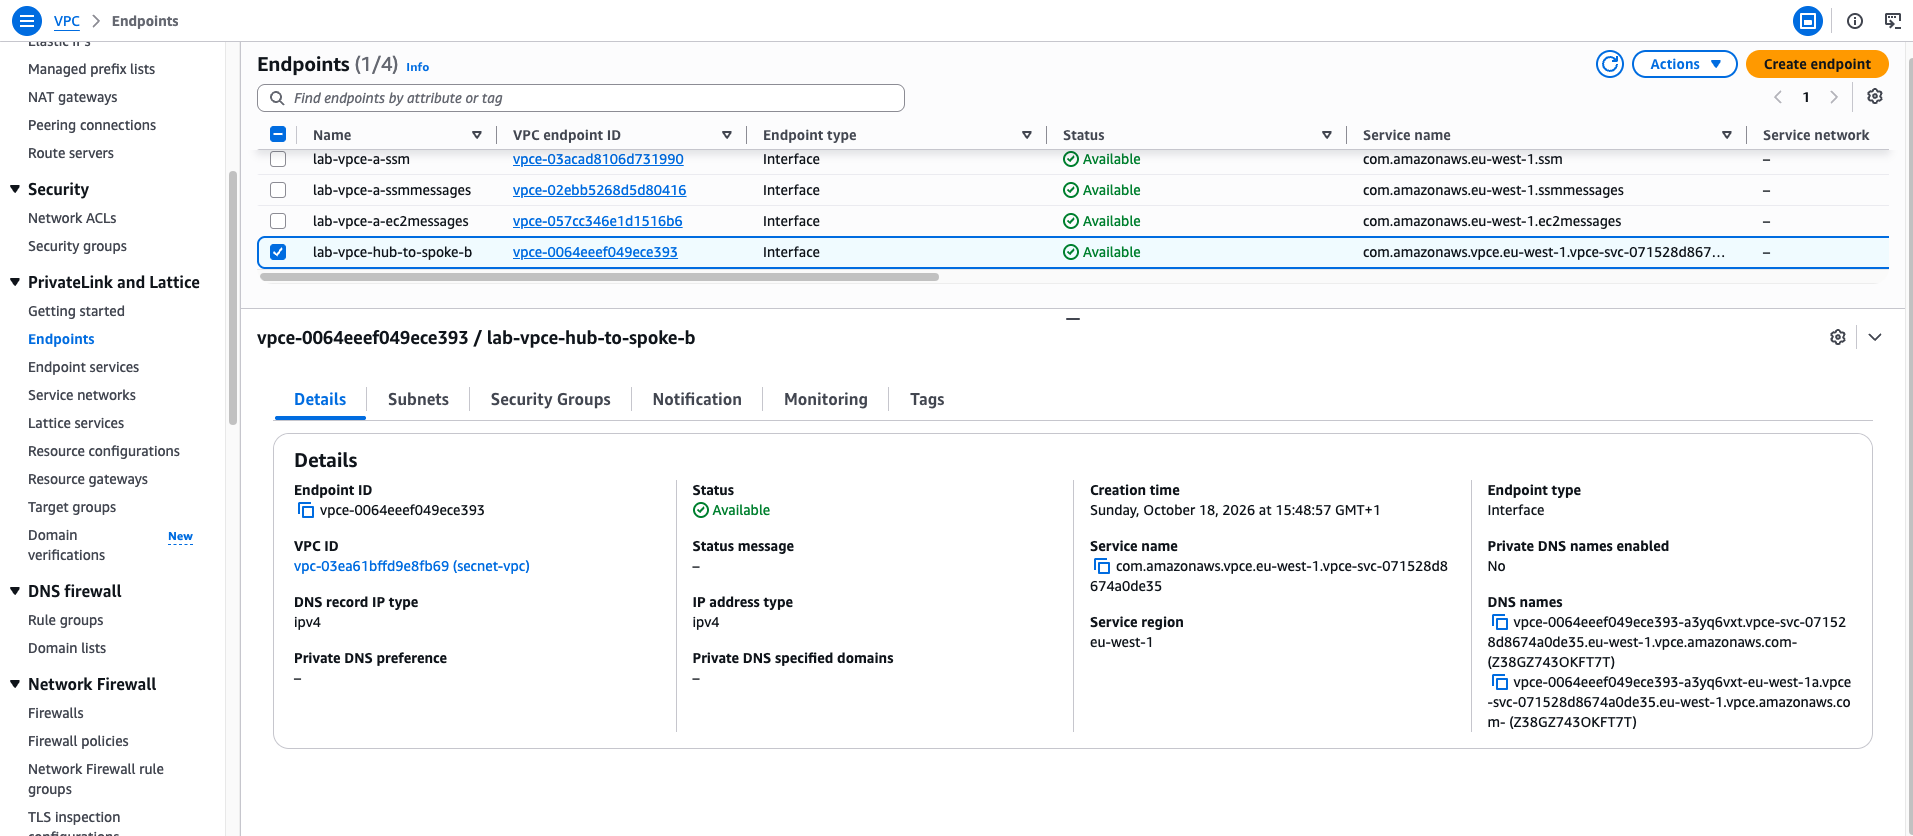 VPC > Endpoints
Elastic IPs
Managed prefix lists
NAT gateways
Peering connections
Route servers
Security
Network ACLs
Security groups
PrivateLink and Lattice
Getting started
Endpoints
Endpoint services
Service networks
Lattice services
Resource configurations
Resource gateways
Target groups
Domain verifications New
DNS firewall
Rule groups
Domain lists
Network Firewall
Firewalls
Firewall policies
Network Firewall rule
groups
TLS inspection
configurations
Endpoints (1/4) Info
Actions
Create endpoint
Find endpoints by attribute or tag
1
Name VPC endpoint ID Endpoint type Status Service name Service network
lab-vpce-a-ssm vpce-03acad8106d731990 Interface Available com.amazonaws.eu-west-1.ssm –
lab-vpce-a-ssmmessages vpce-02ebb5268d5d80416 Interface Available com.amazonaws.eu-west-1.ssmmessages –
lab-vpce-a-ec2messages vpce-057cc346e1d1516b6 Interface Available com.amazonaws.eu-west-1.ec2messages –
lab-vpce-hub-to-spoke-b vpce-0064eeef049ece393 Interface Available com.amazonaws.vpce.eu-west-1.vpce-svc-071528d867... –
vpce-0064eeef049ece393 / lab-vpce-hub-to-spoke-b
Details Subnets Security Groups Notification Monitoring Tags
Details
Endpoint ID
vpce-0064eeef049ece393
VPC ID
vpc-03ea61bffd9e8fb69 (secnet-vpc)
DNS record IP type
ipv4
Private DNS preference
–
Status
Available
Status message
–
IP address type
ipv4
Private DNS specified domains
–
Creation time
Sunday, October 18, 2026 at 15:48:57 GMT+1
Service name
com.amazonaws.vpce.eu-west-1.vpce-svc-071528d8
674a0de35
Service region
eu-west-1
Endpoint type
Interface
Private DNS names enabled
No
DNS names
vpce-0064eeef049ece393-a3yq6vxt.vpce-svc-07152
8d8674a0de35.eu-west-1.vpce.amazonaws.com-
(Z38GZ743OKFT7T)
vpce-0064eeef049ece393-a3yq6vxt-eu-west-1a.vpce
-svc-071528d8674a0de35.eu-west-1.vpce.amazonaws.co
m- (Z38GZ743OKFT7T)